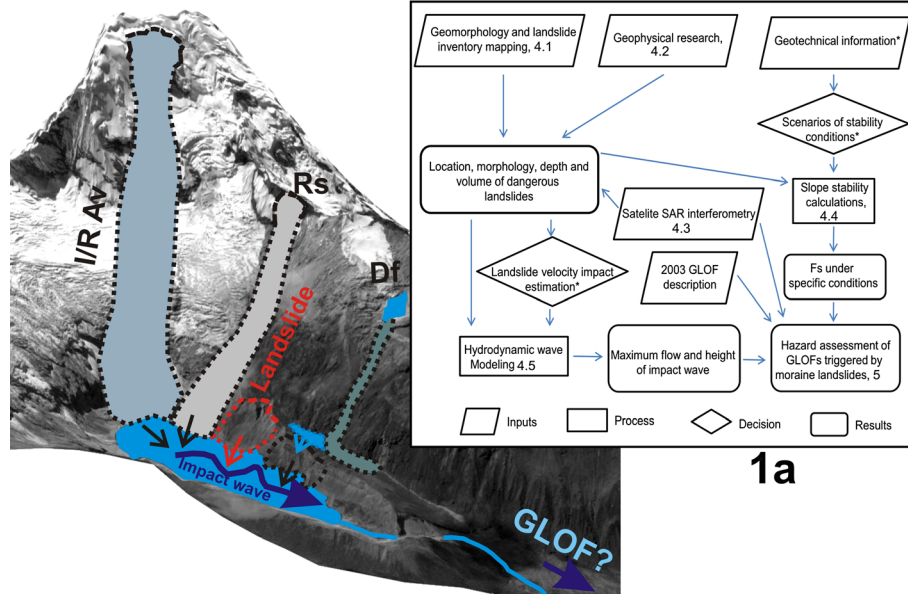 I/R Av
Rs
Df
Landslide
Impact wave
GLOF?
Geomorphology and landslide
inventory mapping, 4.1
Geophysical research,
4.2
Geotechnical information*
Scenarios of stability
conditions*
Location, morphology, depth and
volume of dangerous
landslides
Slope stability
calculations,
4.4
Satelite SAR interferometry
4.3
Landslide velocity impact
estimation*
2003 GLOF
description
Fs under
specific conditions
Hydrodynamic wave
Modeling 4.5
Maximum flow and height
of impact wave
Hazard assessment of
GLOFs triggered by
moraine landslides, 5
Inputs
Process
Decision
Results
1a